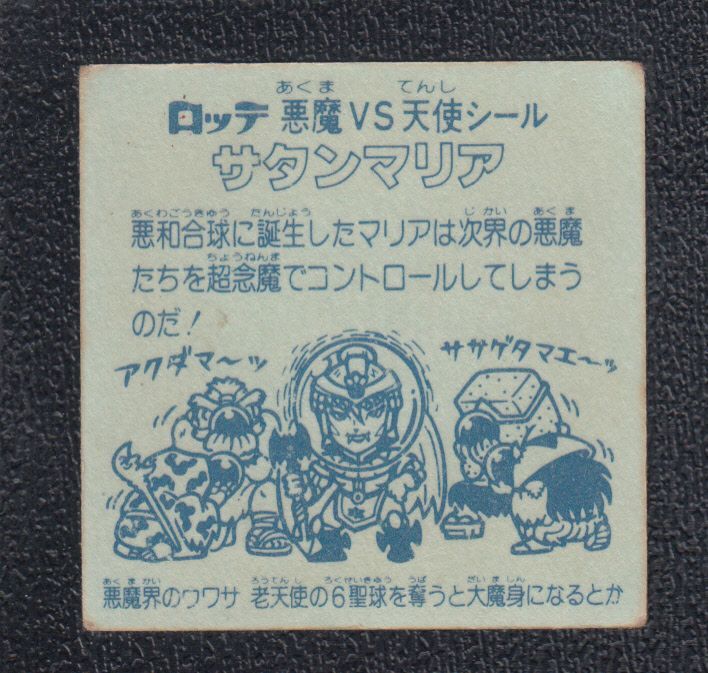 あくま てんし
ロッテ 悪魔VS天使シール
サタンマリア
あくわごうきゅう たんじょう じかい あくま
悪和合球に誕生したマリアは次界の悪魔
ちょうねんま
たちを超念魔でコントロールしてしまう
のだ!
アクダマ〜ッ
ササゲタマエ〜ッ
あくまかい ろうてんし ろくせいきゅう うば だいましん
悪魔界のウワサ 老天使の6聖球を奪うと大魔身になるとか